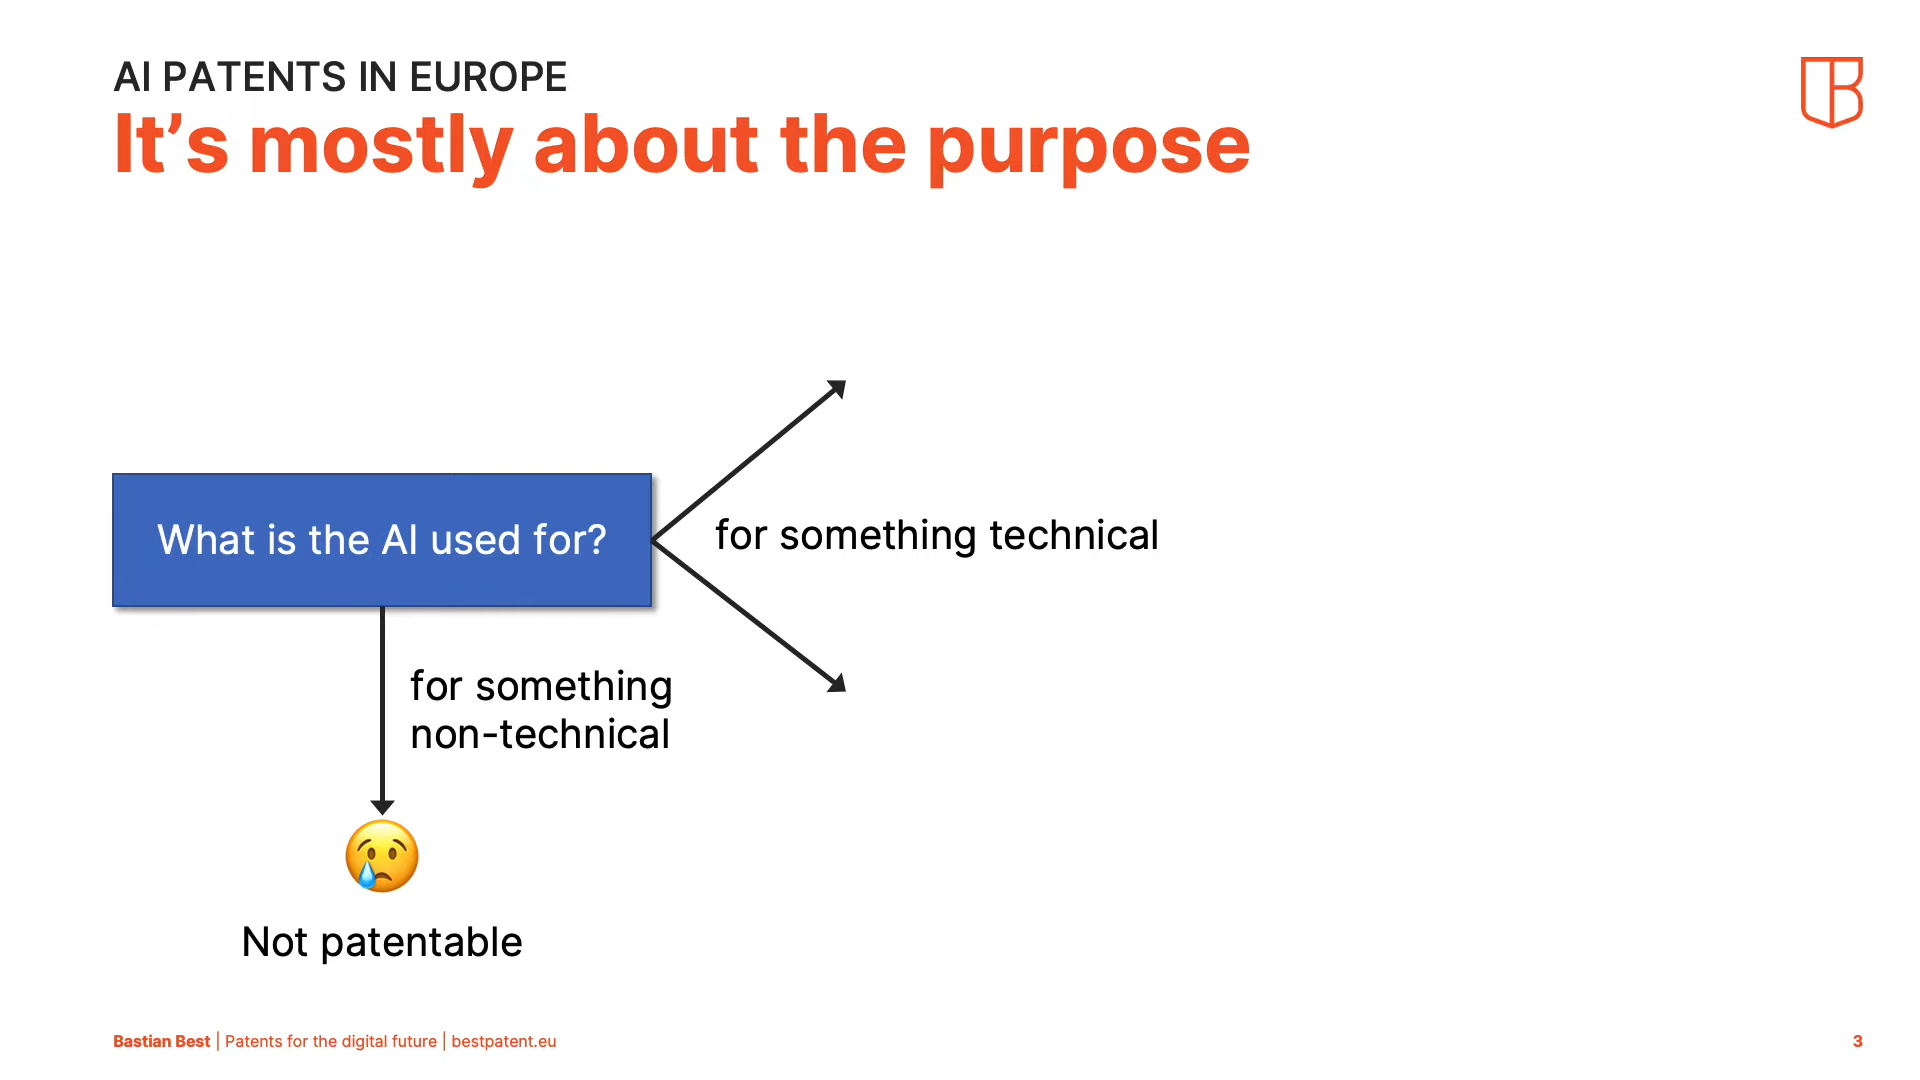 AI PATENTS IN EUROPE
It’s mostly about the purpose
What is the AI used for?
for something technical
for something
non-technical
Not patentable
Bastian Best | Patents for the digital future | bestpatent.eu
3